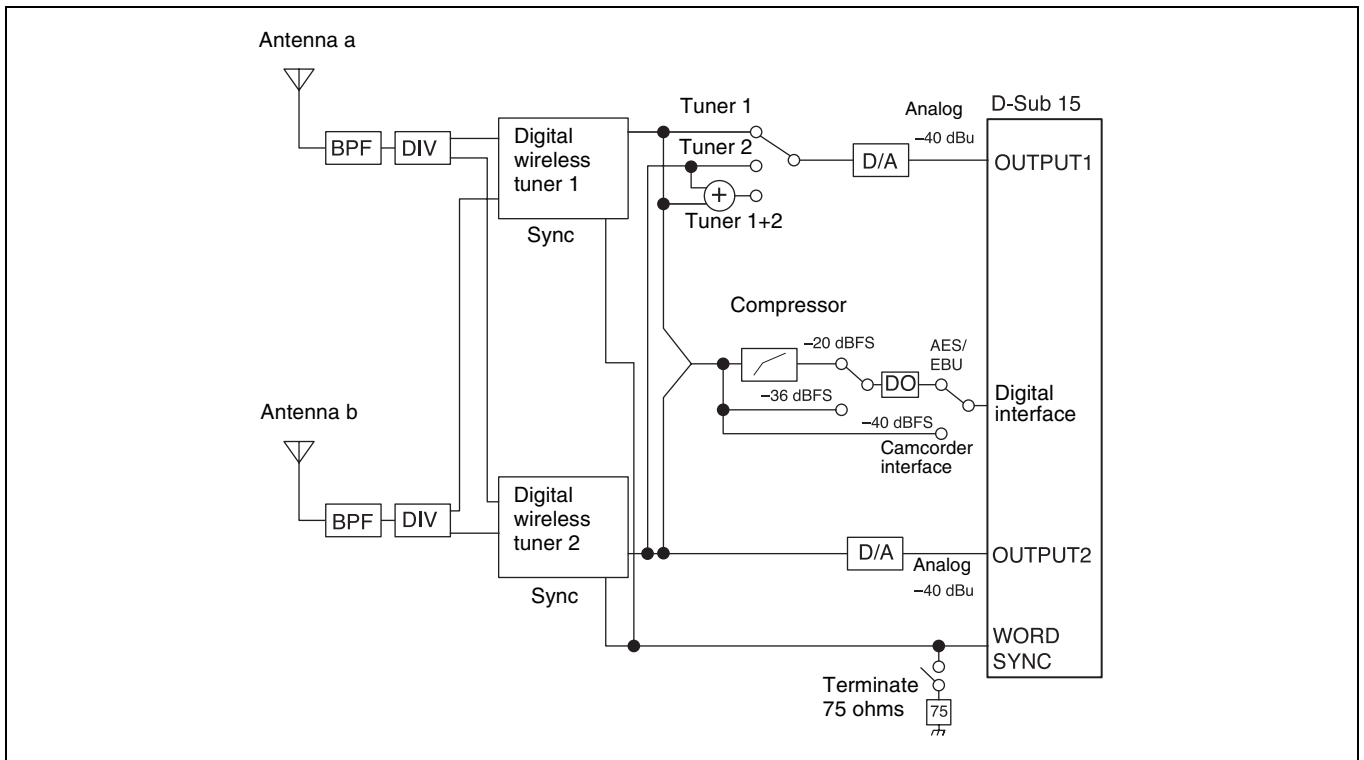 Antenna a
BPF
DIV
Digital
wireless
tuner 1
Sync
Tuner 1
Tuner 2
+
Tuner 1+2
D/A
Analog
–40 dBu
D-Sub 15
OUTPUT1
Compressor
–20 dBFS
–36 dBFS
–40 dBFS
DO
AES/
EBU
Camcorder
interface
Digital
interface
Antenna b
BPF
DIV
Digital
wireless
tuner 2
Sync
D/A
Analog
–40 dBu
OUTPUT2
WORD
SYNC
Terminate
75 ohms
75